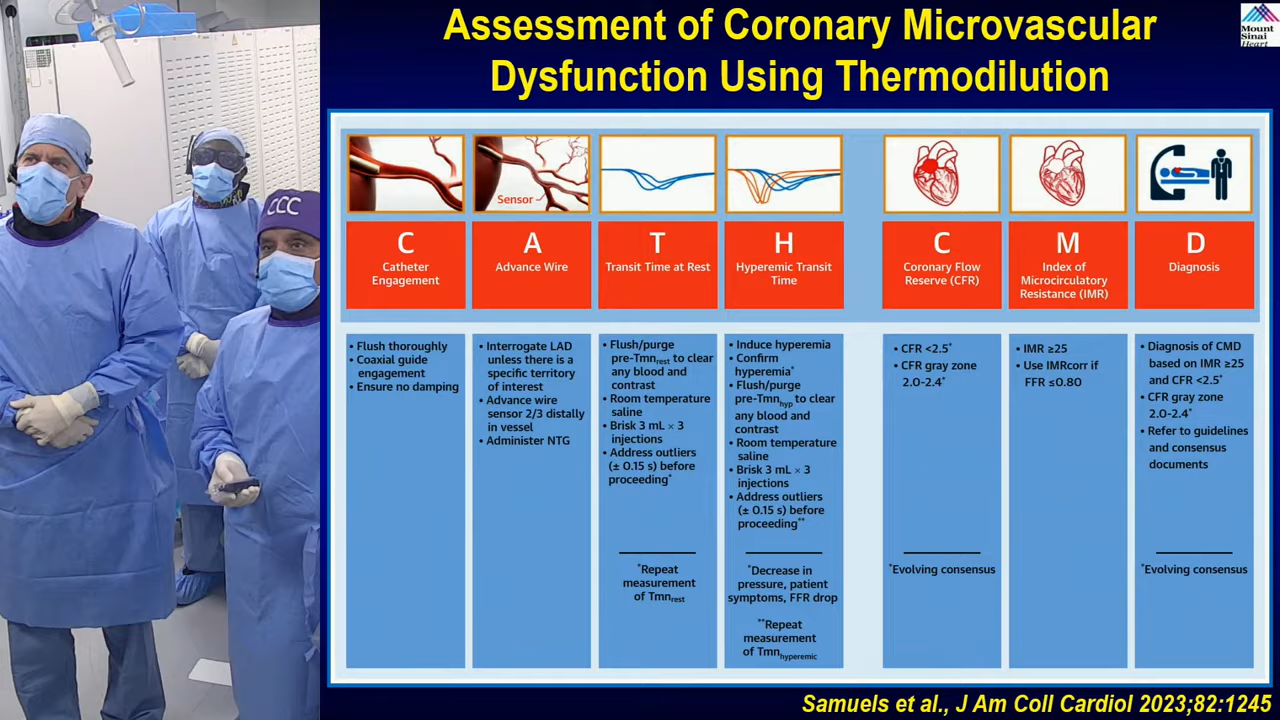 Assessment of Coronary Microvascular
Dysfunction Using Thermodilution
Mount
Sinai
Heart
CCC
Sensor
C
Catheter
Engagement
A
Advance Wire
T
Transit Time at Rest
H
Hyperemic Transit
Time
C
Coronary Flow
Reserve (CFR)
M
Index of
Microcirculatory
Resistance (IMR)
D
Diagnosis
• Flush thoroughly
• Coaxial guide
engagement
• Ensure no damping
• Interrogate LAD
unless there is a
specific territory
of interest
• Advance wire
sensor 2/3 distally
in vessel
• Administer NTG
• Flush/purge
pre-Tmnrest to clear
any blood and
contrast
• Room temperature
saline
• Brisk 3 mL × 3
injections
• Address outliers
(± 0.15 s) before
proceeding*
*Repeat
measurement
of Tmnrest
• Induce hyperemia
• Confirm
hyperemia*
• Flush/purge
pre-Tmnhyp to clear
any blood and
contrast
• Room temperature
saline
• Brisk 3 mL × 3
injections
• Address outliers
(± 0.15 s) before
proceeding**
*Decrease in
pressure, patient
symptoms, FFR drop
**Repeat
measurement
of Tmnhyperemic
• CFR <2.5*
• CFR gray zone
2.0-2.4*
*Evolving consensus
• IMR ≥25
• Use IMRcorr if
FFR ≤0.80
• Diagnosis of CMD
based on IMR ≥25
and CFR <2.5*
• CFR gray zone
2.0-2.4*
• Refer to guidelines
and consensus
documents
*Evolving consensus
Samuels et al., J Am Coll Cardiol 2023;82:1245